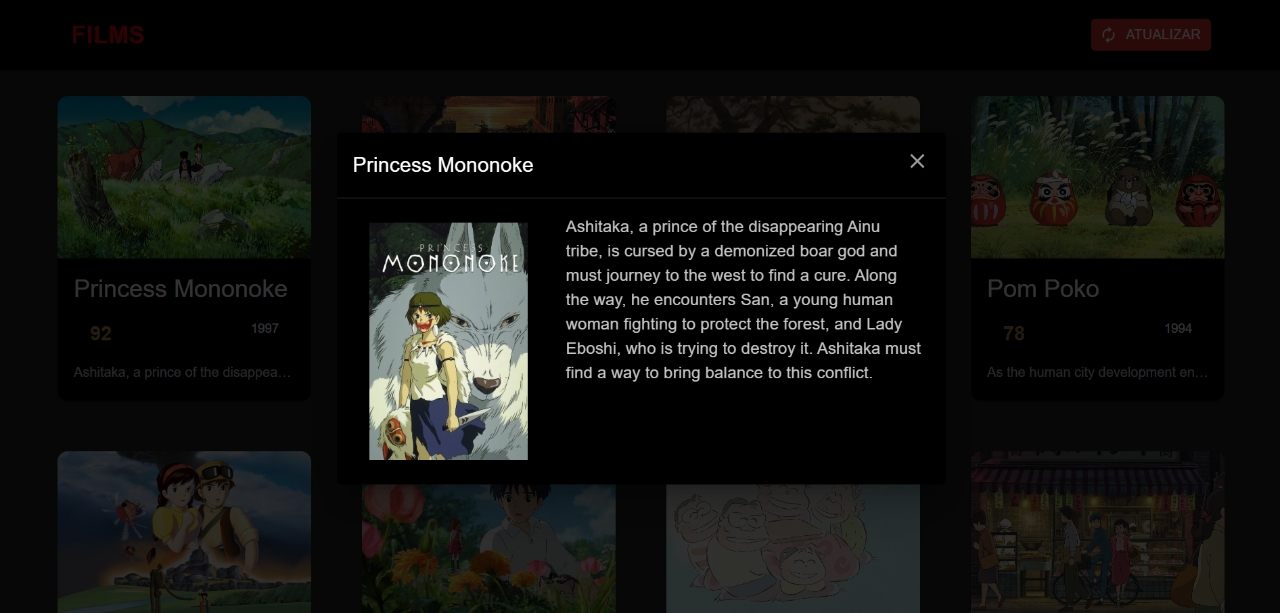 FILMS
ATUALIZAR
Princess Mononoke
PRINCESS
MONONOKE
Ashitaka, a prince of the disappearing Ainu
tribe, is cursed by a demonized boar god and
must journey to the west to find a cure. Along
the way, he encounters San, a young human
woman fighting to protect the forest, and Lady
Eboshi, who is trying to destroy it. Ashitaka must
find a way to bring balance to this conflict.
Princess Mononoke
92
1997
Ashitaka, a prince of the disappea...
Pom Poko
78
1994
As the human city development en...